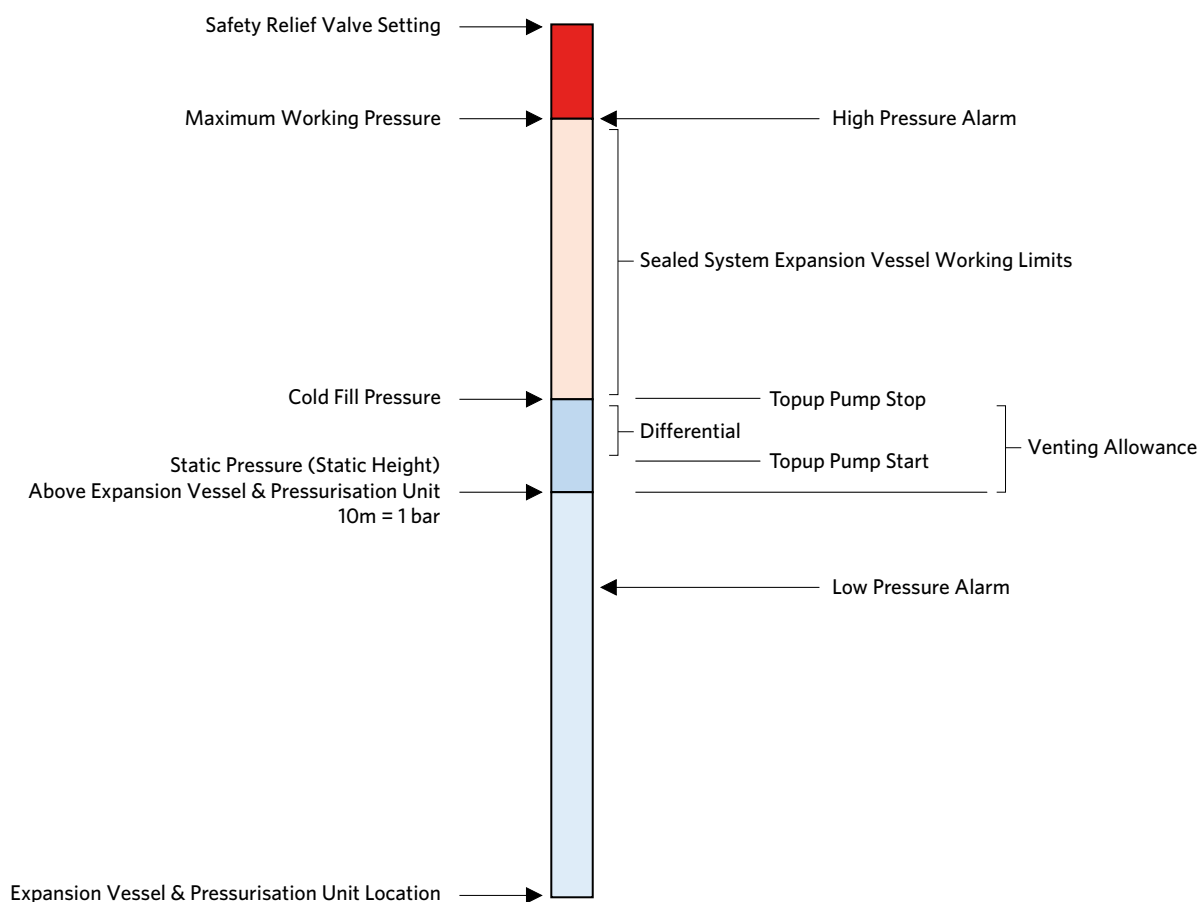 Safety Relief Valve Setting
Maximum Working Pressure
High Pressure Alarm
Sealed System Expansion Vessel Working Limits
Cold Fill Pressure
Topup Pump Stop
Differential
Venting Allowance
Topup Pump Start
Static Pressure (Static Height)
Above Expansion Vessel & Pressurisation Unit
10m = 1 bar
Low Pressure Alarm
Expansion Vessel & Pressurisation Unit Location